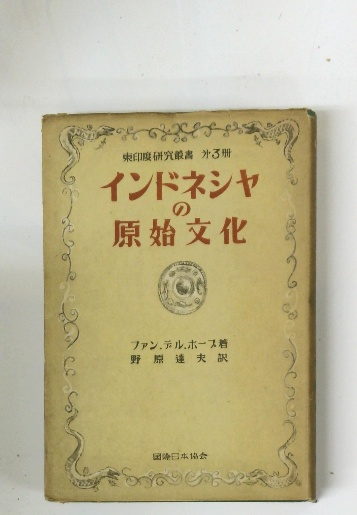 東印度研究叢書 第3冊
インドネシヤ
の
原始文化
ファン.デル.ホープ著
野原達夫訳
國際日本協会